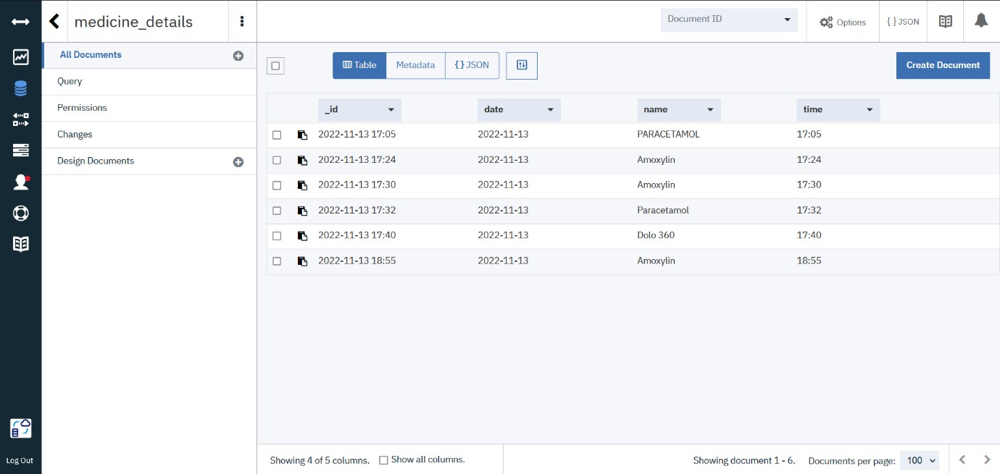 medicine_details
Document ID
Options
{ } JSON
All Documents
Query
Permissions
Changes
Design Documents
Table Metadata {} JSON
Create Document
_id date name time
2022-11-13 17:05 2022-11-13 PARACETAMOL 17:05
2022-11-13 17:24 2022-11-13 Amoxylin 17:24
2022-11-13 17:30 2022-11-13 Amoxylin 17:30
2022-11-13 17:32 2022-11-13 Paracetamol 17:32
2022-11-13 17:40 2022-11-13 Dolo 360 17:40
2022-11-13 18:55 2022-11-13 Amoxylin 18:55
Log Out
Showing 4 of 5 columns. Show all columns. Showing document 1 - 6. Documents per page: 100